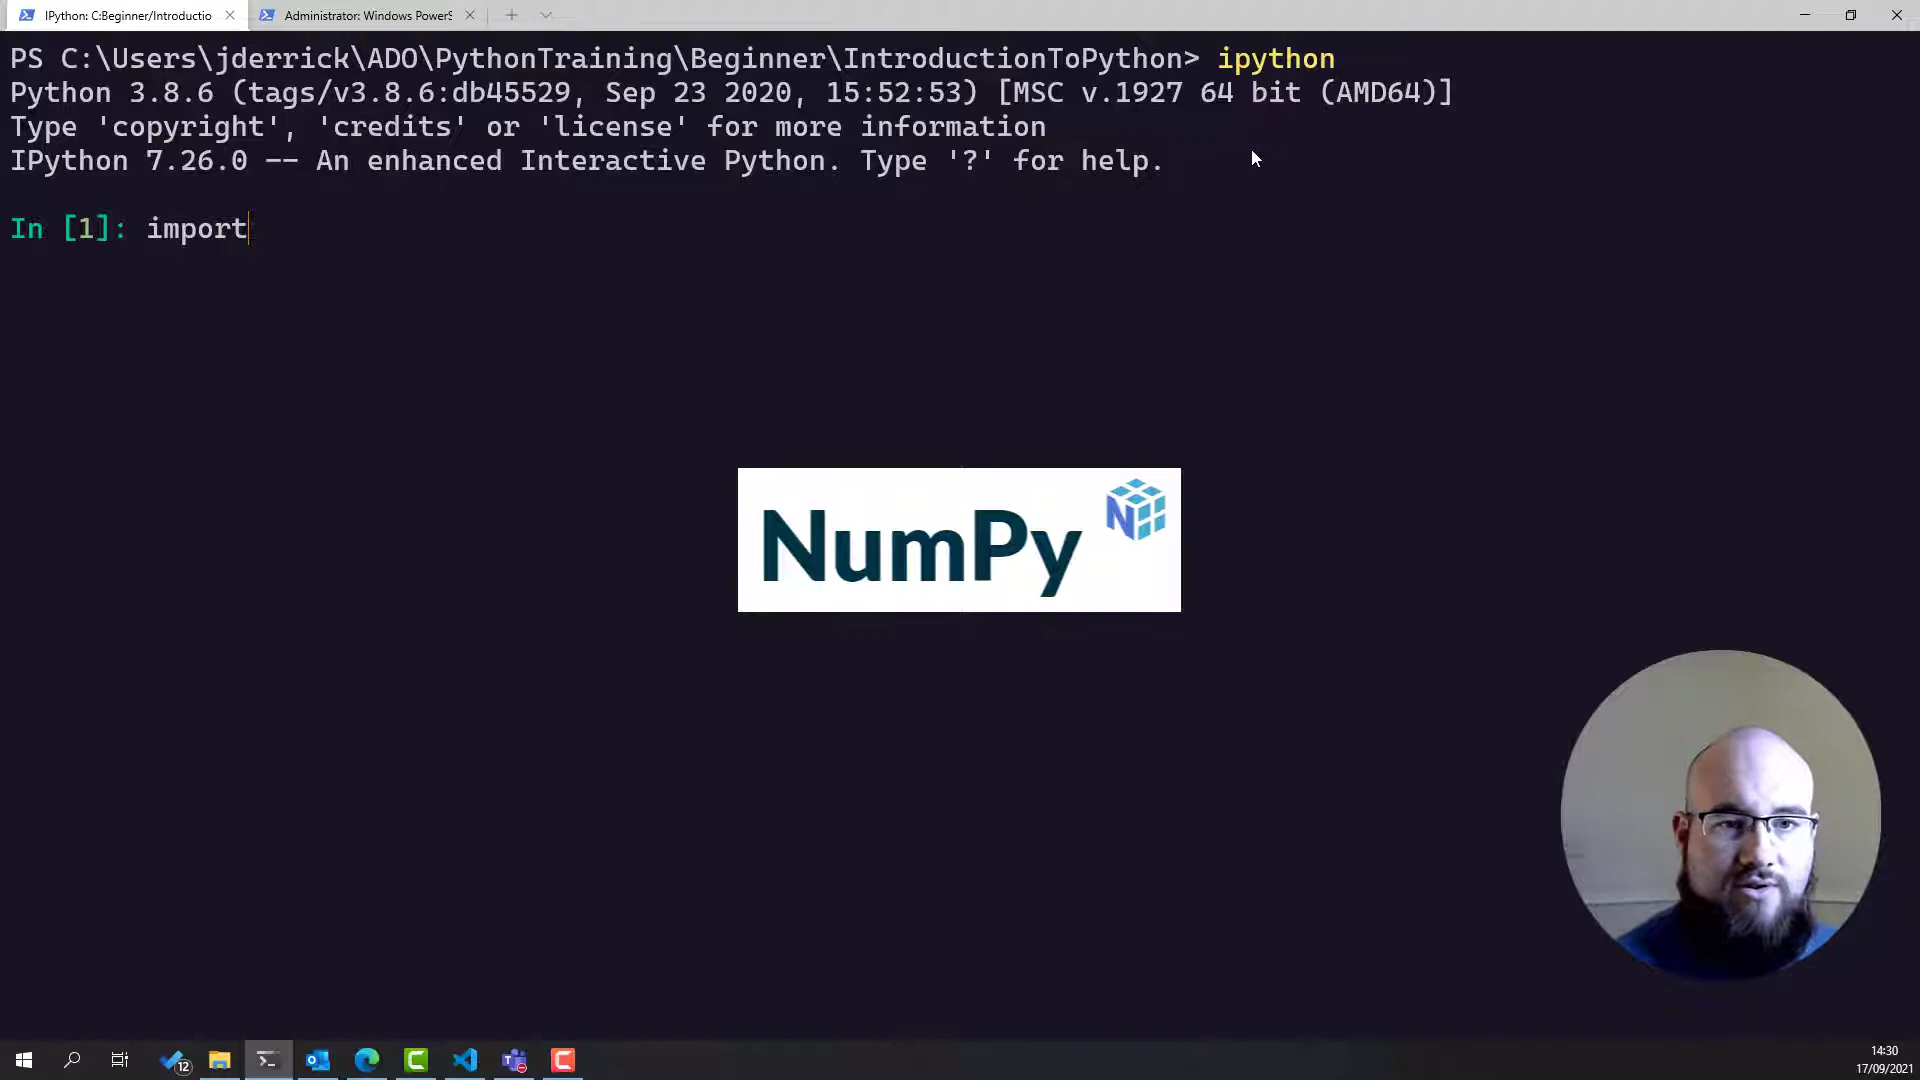 IPython: C:Beginner/Introductio
Administrator: Windows PowerS
PS C:\Users\jderrick\ADO\PythonTraining\Beginner\IntroductionToPython> ipython
Python 3.8.6 (tags/v3.8.6:db45529, Sep 23 2020, 15:52:53) [MSC v.1927 64 bit (AMD64)]
Type 'copyright', 'credits' or 'license' for more information
IPython 7.26.0 -- An enhanced Interactive Python. Type '?' for help.
In [1]: import
NumPy
12
14:30
17/09/2021